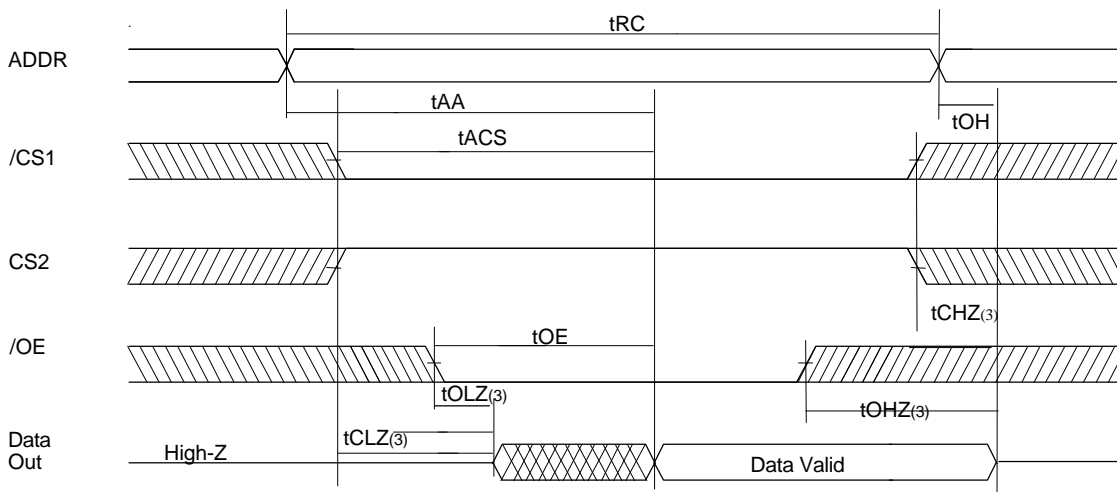 tRC
ADDR
tAA
tOH
tACS
/CS1
CS2
tCHZ(3)
tOE
/OE
tOLZ(3)
tOHZ(3)
tCLZ(3)
Data
Out
High-Z
Data Valid